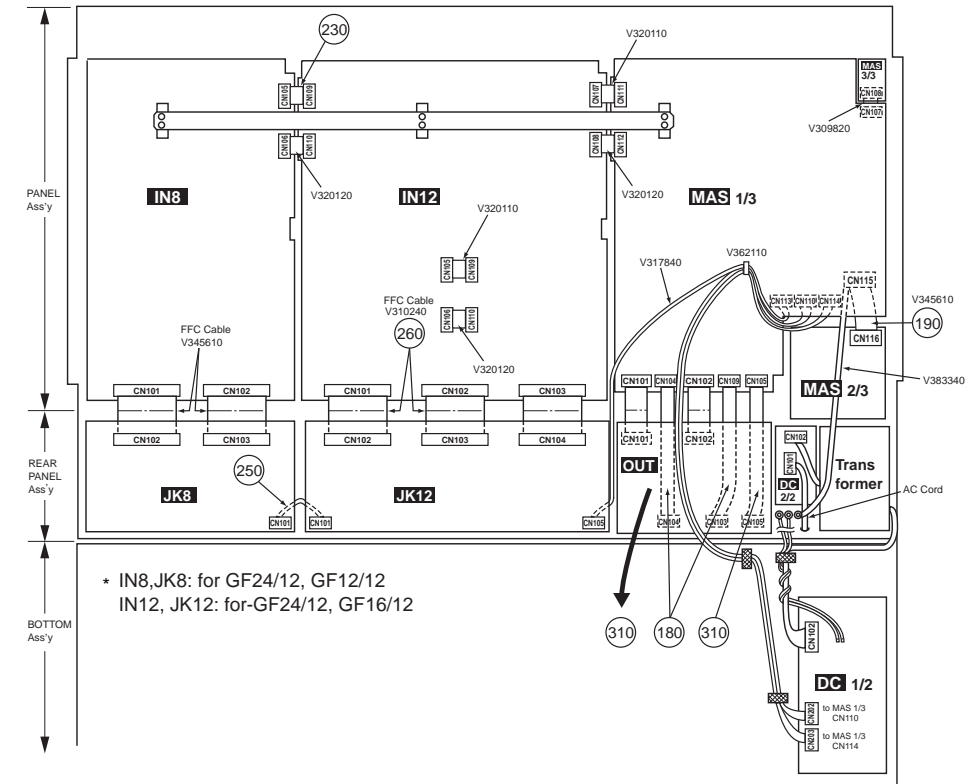 230
V320110
MAS
3/3
CN105
CN109
CN107
CN111
CN108
CN107
V309820
CN106
CN110
CN108
CN112
PANEL
Ass'y
IN8
V320120
IN12
V320120
MAS 1/3
V320110
CN105
CN109
V317840
V362110
CN113
CN110
CN114
CN115
V345610
190
CN116
FFC Cable
V345610
FFC Cable
V310240
260
CN106
CN110
V320120
V383340
MAS 2/3
CN101
CN102
CN101
CN102
CN103
CN101
CN104
CN102
CN109
CN105
CN102
CN103
CN102
CN103
CN104
CN101
CN102
REAR
PANEL
Ass'y
250
JK8
JK12
CN101
CN101
CN105
OUT
CN104
CN103
CN105
CN102
CN101
DC
2/2
Trans
former
AC Cord
* IN8,JK8: for GF24/12, GF12/12
IN12, JK12: for-GF24/12, GF16/12
BOTTOM
Ass'y
310
180
310
CN102
DC 1/2
CN202
to MAS 1/3
CN110
CN203
to MAS 1/3
CN114